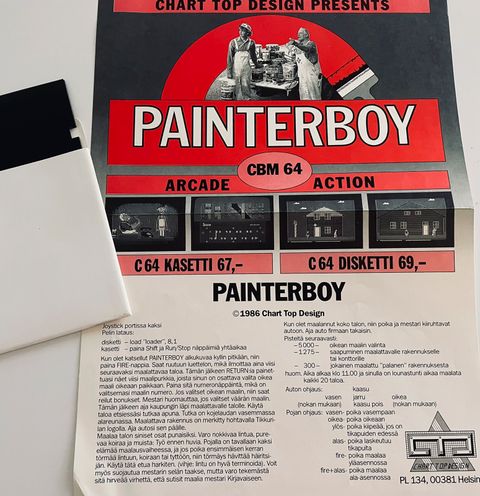 CHART TOP DESIGN PRESENTS
PAINTERBOY
CBM 64
ARCADE ACTION
C64 KASETTI 67,–
C64 DISKETTI 69,–
PAINTERBOY
©1986 Chart Top Design
Joystick portissa kaksi
Pelin lataus:
disketti – load "loader", 8,1
kasetti – paina Shift ja Run/Stop näppäimiä yhtäaikaa
Kun olet katsellut PAINTERBOY alkukuvaa kyllin pitkään, niin
paina FIRE-nappia. Saat ruutuun luettelon, mikä ilmoittaa aina viisi
seuraavaksi maalattavaa taloa. Tämän jälkeen RETURNia painet-
tuasi näet viisi maalipurkkia, joista sinun on osattava valita oikea
maali oikeaan paikkaan. Paina sitä numeronäppäintä, mikä on
valitsemasi maalin numero. Jos valitset oikean maalin, niin saat
reilut bonukset. Mestari huomauttaa, jos valitset väärän maalin.
Tämän jälkeen aja kaupungin läpi maalattavalle talolle. Käytä
taloa etsiessäsi tutkaa apuna. Tutka on kojelaudan vasemmassa
alareunassa. Maalattava rakennus on merkitty hohtavalla Tikkuri-
lan logolla. Aja autosi sen päälle.
Maalaa talon siniset osat punaisiksi. Varo nokkivaa lintua, pure-
vaa koiraa ja muista: Työ ennen huvia. Pojalla on tavallaan kaksi
elämää maalausvaiheessa, ja jos poika ensimmäisen kerran
törmää lintuun, koiraan tai tyttöön, niin törmäys häviää häiritsi-
jän. Käytä tätä etua harkiten. (vihje: lintu on hyvä terminoida). Voit
myös suojautua mestarin selän taakse, mutta varo tekemästä
sitä hirveää virhettä, että sutisit maalia mestari Kirjavaiseen.
Kun olet maalannut koko talon, niin poika ja mestari kiiruhtavat
autoon. Aja auto firmaan takaisin.
Pisteitä seuraavasti:
–5.000– okean maalin valinta
–1.275– saapuminen maalattavalle rakennukselle
tai konttorille
– 300– jokainen maalattu "palanen" rakennuksesta
huom. Aika alkaa klo 11.00 ja sinulla on lounastunti aikaa maalata
kaikki 20 taloa.
Auton ohjaus: kaasu
vasen jarru oikea
(nokan mukaan) kaasu pois (nokan mukaan)
Pojan ohjaus: vasen- poika vasempaan
oikea- poika oikeaan
ylös- poika kiipeää, jos on
tikapuiden edessä
alas- poika laskeutuu
tikapuita
fire- poika maalaa
yläasennossa
fire+alas- poika maalaa
ala-asennossa
CHART TOP DESIGN
PL 134, 00381 Helsin